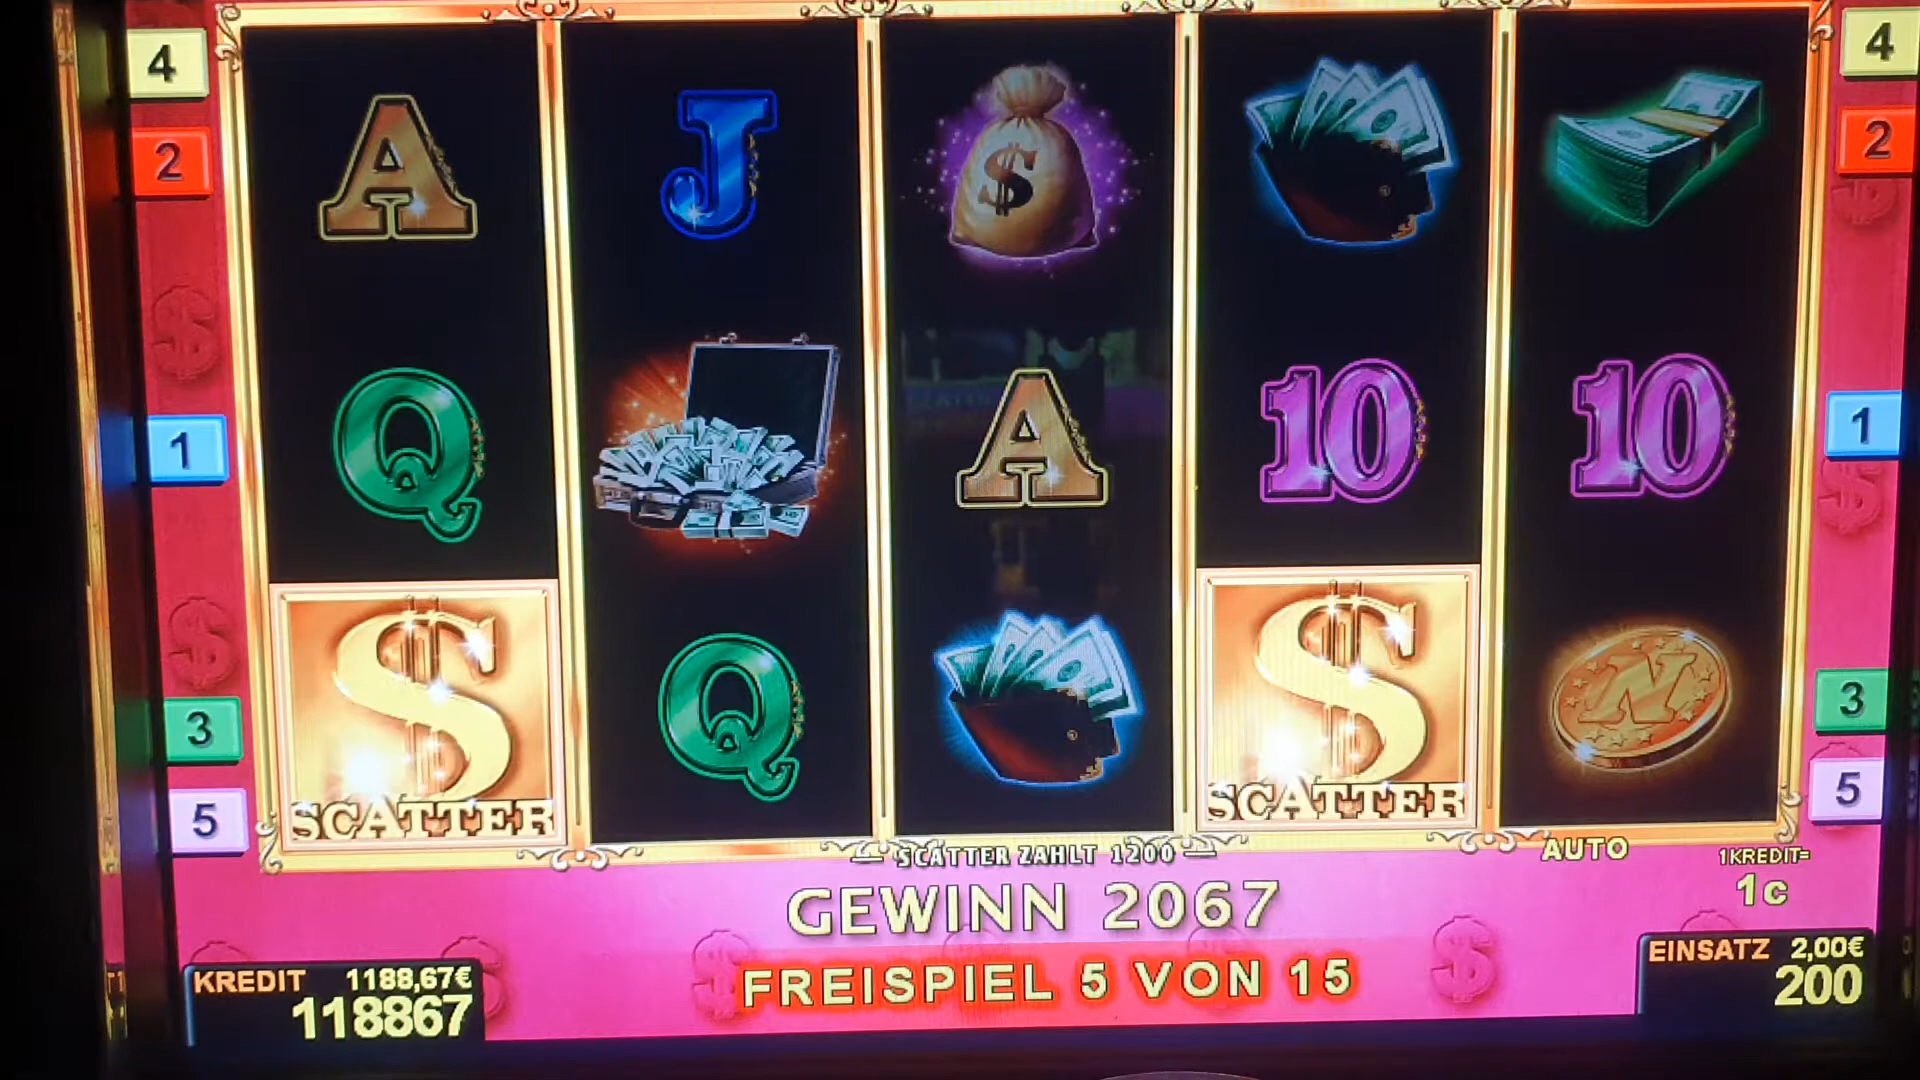 4
4
2
2
A
J
$
1
1
Q
A
10
10
3
3
$
SCATTER
Q
$
SCATTER
N
5
5
SCATTER ZAHLT 1200
AUTO
1KREDIT=
1c
GEWINN 2067
FREISPIEL 5 VON 15
KREDIT 1188,67€
118867
EINSATZ 2,00€
200